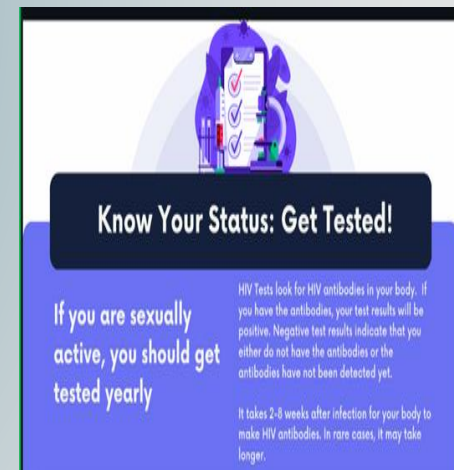 Know Your Status: Get Tested!
If you are sexually
active, you should get
tested yearly
HIV Tests look for HIV antibodies in your body. If
you have the antibodies, your test results will be
positive. Negative test results indicate that you
either do not have the antibodies or the
antibodies have not been detected yet.
It takes 2-8 weeks after infection for your body to
make HIV antibodies. In rare cases, it may take
longer.